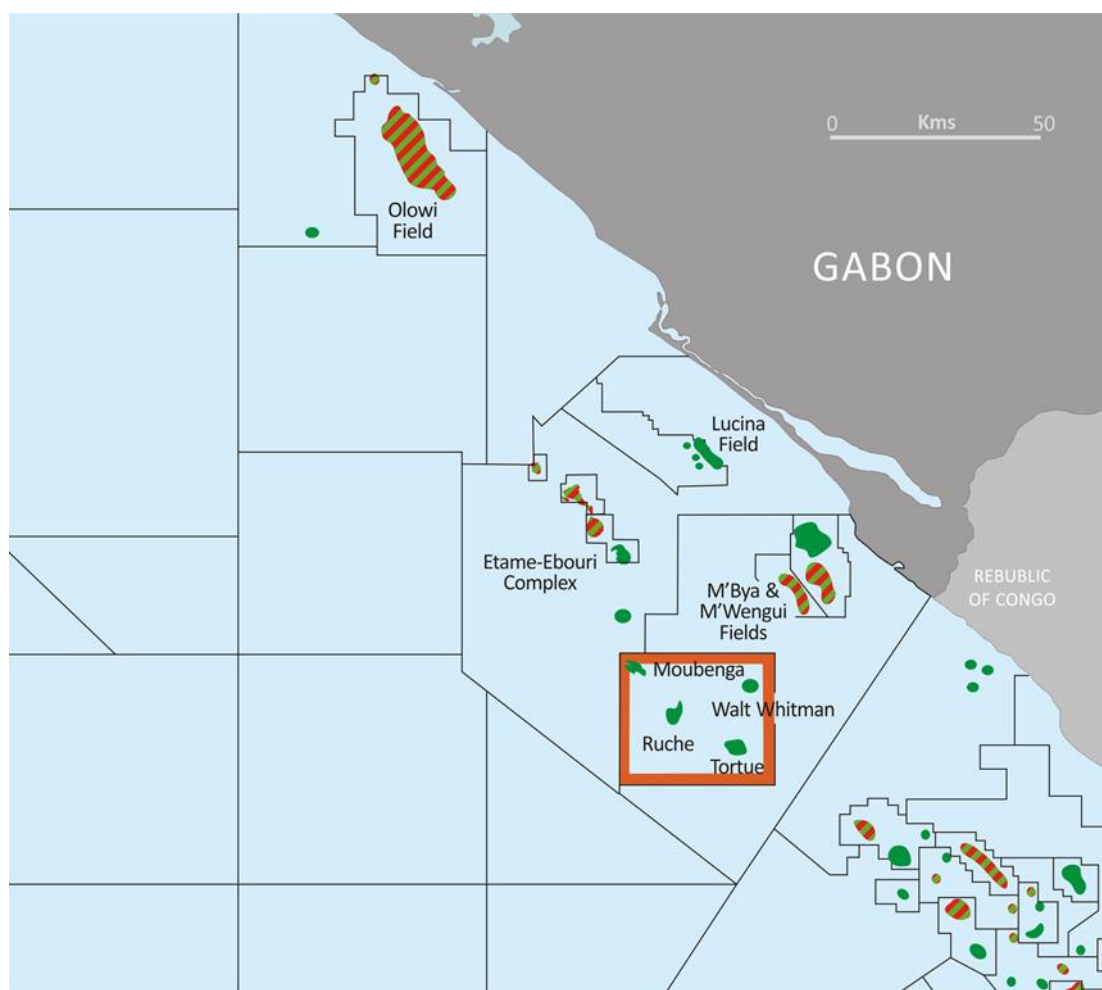 0 Kms 50
Olowi
Field
GABON
Lucina
Field
Etame-Ebouri
Complex
M'Bya &
M'Wengui
Fields
REBUBLIC
OF CONGO
Moubenga
Walt Whitman
Ruche
Tortue